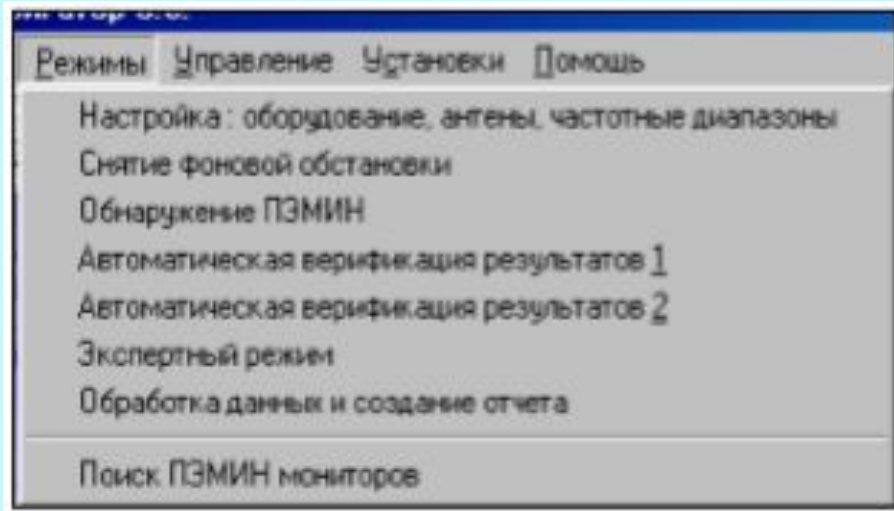 Режимы Управление Установки Помощь
Настройка : оборудование, антены, частотные диапазоны
Снятие фоновой обстановки
Обнаружение ПЭМИН
Автоматическая верификация результатов 1
Автоматическая верификация результатов 2
Экспертный режим
Обработка данных и создание отчета
Поиск ПЭМИН мониторов